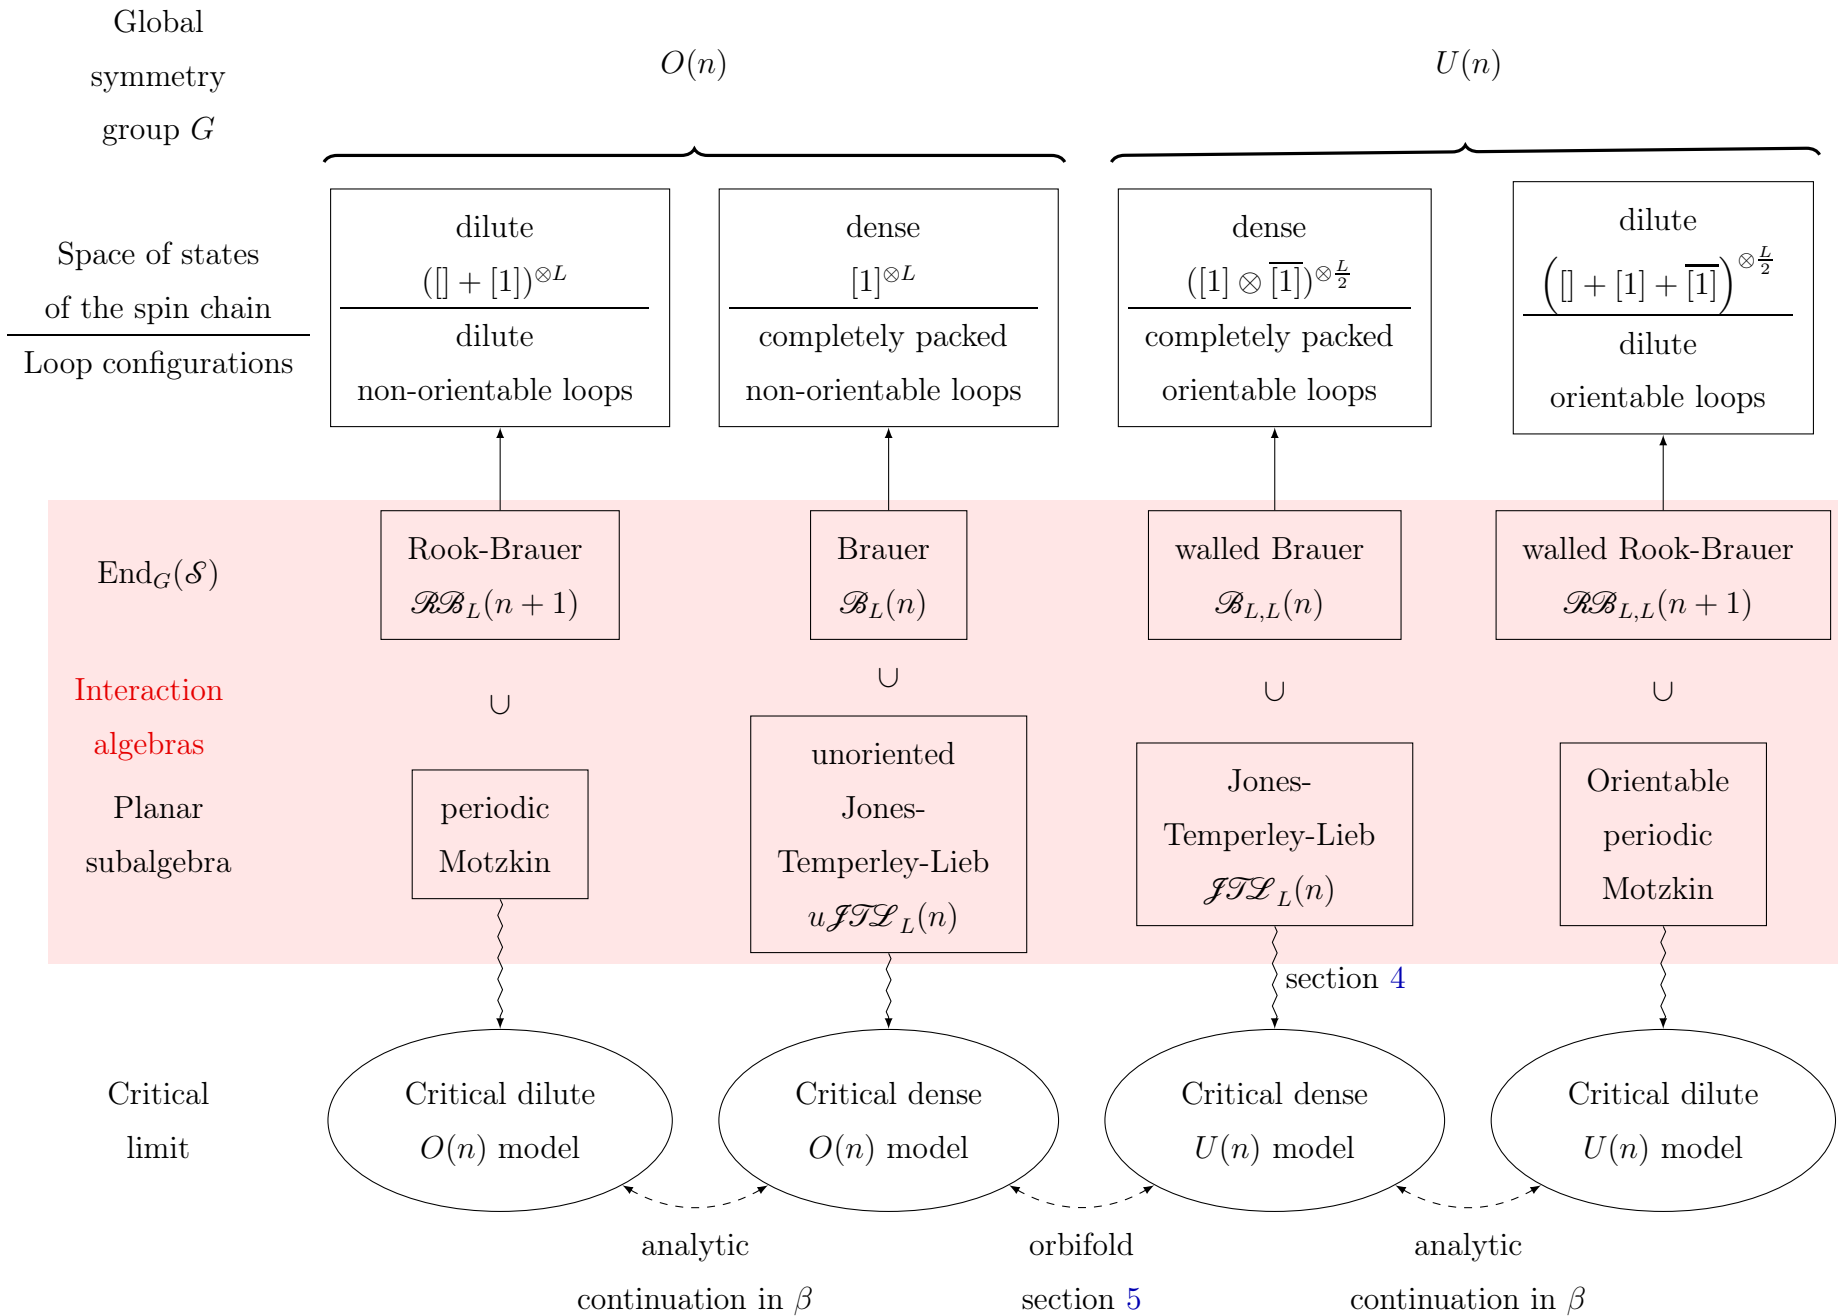 Global
symmetry
group G
O(n)
U(n)
Space of states
of the spin chain
Loop configurations
dilute
([] + [1])^{⊗L}
dilute
non-orientable loops
dense
[1]^{⊗L}
completely packed
non-orientable loops
dense
([1] ⊗ \overline{[1]})^{⊗\frac{L}{2}}
completely packed
orientable loops
dilute
([] + [1] + \overline{[1]})^{⊗\frac{L}{2}}
dilute
orientable loops
End_G(𝒮)
Rook-Brauer
ℛℬ_L(n + 1)
Brauer
ℬ_L(n)
walled Brauer
ℬ_{L,L}(n)
walled Rook-Brauer
ℛℬ_{L,L}(n + 1)
Interaction
algebras
∪
∪
∪
∪
Planar
subalgebra
periodic
Motzkin
unoriented
Jones-
Temperley-Lieb
u𝒥𝒯ℒ_L(n)
Jones-
Temperley-Lieb
𝒥𝒯ℒ_L(n)
Orientable
periodic
Motzkin
section 4
Critical
limit
Critical dilute
O(n) model
Critical dense
O(n) model
Critical dense
U(n) model
Critical dilute
U(n) model
analytic
continuation in β
orbifold
section 5
analytic
continuation in β